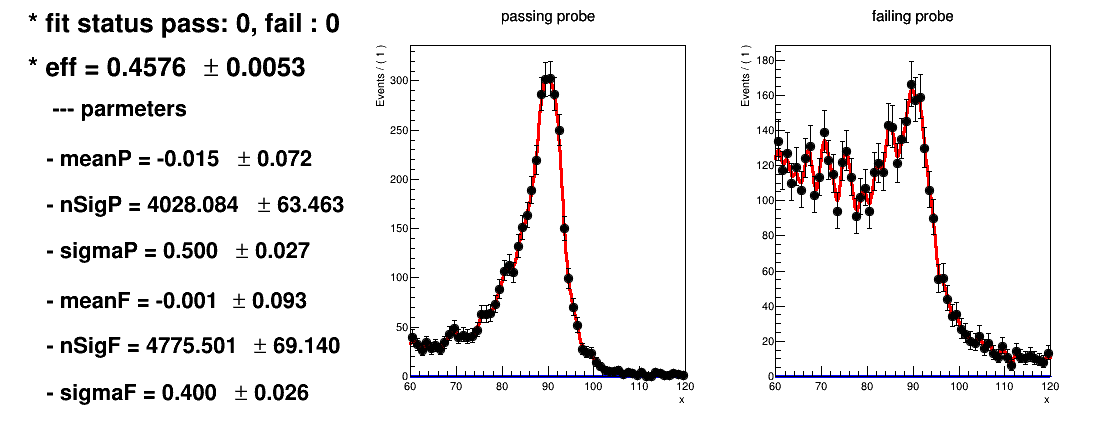 * fit status pass: 0, fail : 0
* eff = 0.4576 ± 0.0053
--- parmeters
- meanP = -0.015 ± 0.072
- nSigP = 4028.084 ± 63.463
- sigmaP = 0.500 ± 0.027
- meanF = -0.001 ± 0.093
- nSigF = 4775.501 ± 69.140
- sigmaF = 0.400 ± 0.026
passing probe
Events / ( 1 )
300
250
200
150
100
50
0
60 70 80 90 100 110 120
x
failing probe
Events / ( 1 )
180
160
140
120
100
80
60
40
20
0
60 70 80 90 100 110 120
x